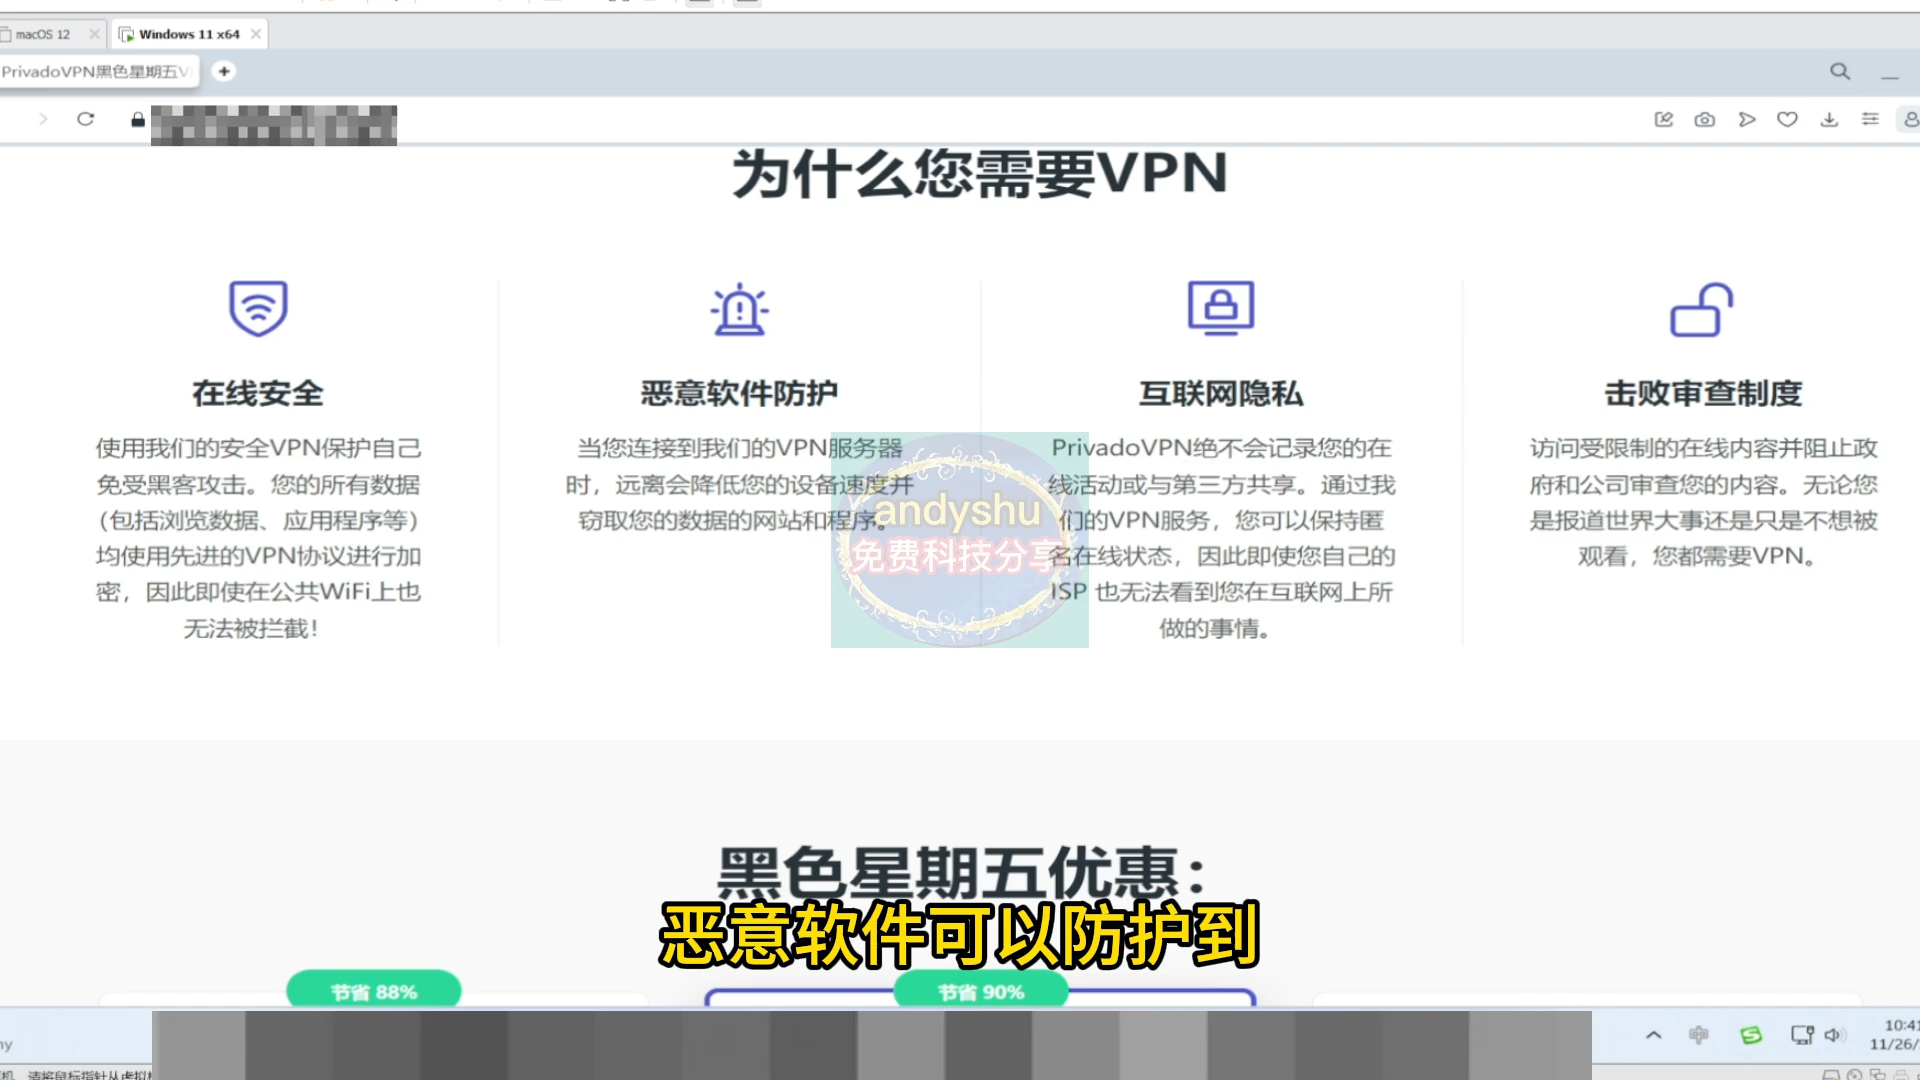 macOS 12
Windows 11 x64
PrivadoVPN黑色星期五V
为什么您需要VPN
在线安全
使用我们的安全VPN保护自己
免受黑客攻击。您的所有数据
(包括浏览数据、应用程序等)
均使用先进的VPN协议进行加
密，因此即使在公共WiFi上也
无法被拦截！
恶意软件防护
当您连接到我们的VPN服务器
时，远离会降低您的设备速度并
窃取您的数据的网站和程序。
互联网隐私
PrivadoVPN绝不会记录您的在
线活动或与第三方共享。通过我
们的VPN服务，您可以保持匿
名在线状态，因此即使您自己的
ISP 也无法看到您在互联网上所
做的事情。
击败审查制度
访问受限制的在线内容并阻止政
府和公司审查您的内容。无论您
是报道世界大事还是只是不想被
观看，您都需要VPN。
andyshu
免费科技分享
黑色星期五优惠：
恶意软件可以防护到
节省 88%
节省 90%
中
10:41
11/26/